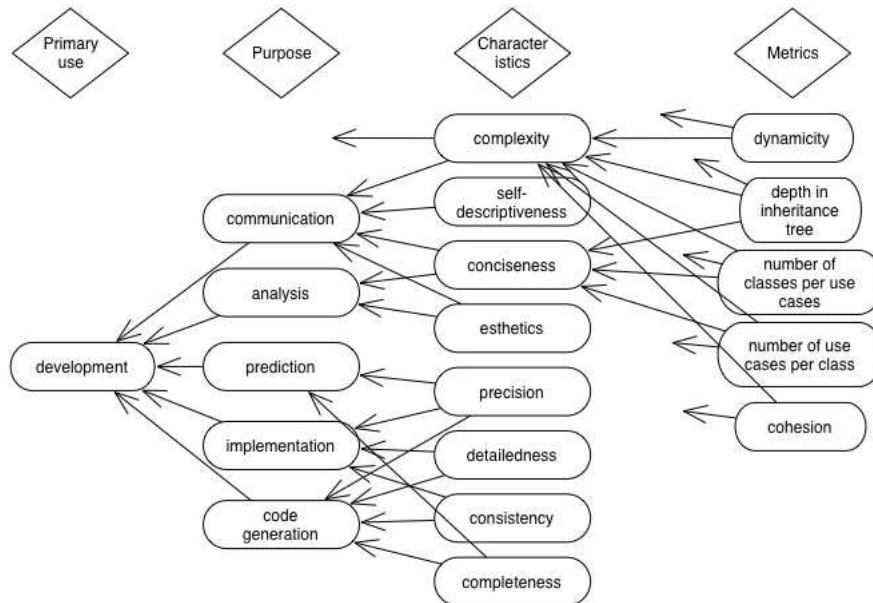 Primary
use
Purpose
Character
istics
Metrics
complexity
dynamicity
self-
descriptiveness
depth in
inheritance
tree
communication
conciseness
number of
classes per use
cases
analysis
esthetics
number of use
cases per class
development
prediction
precision
cohesion
implementation
detailedness
code
generation
consistency
completeness